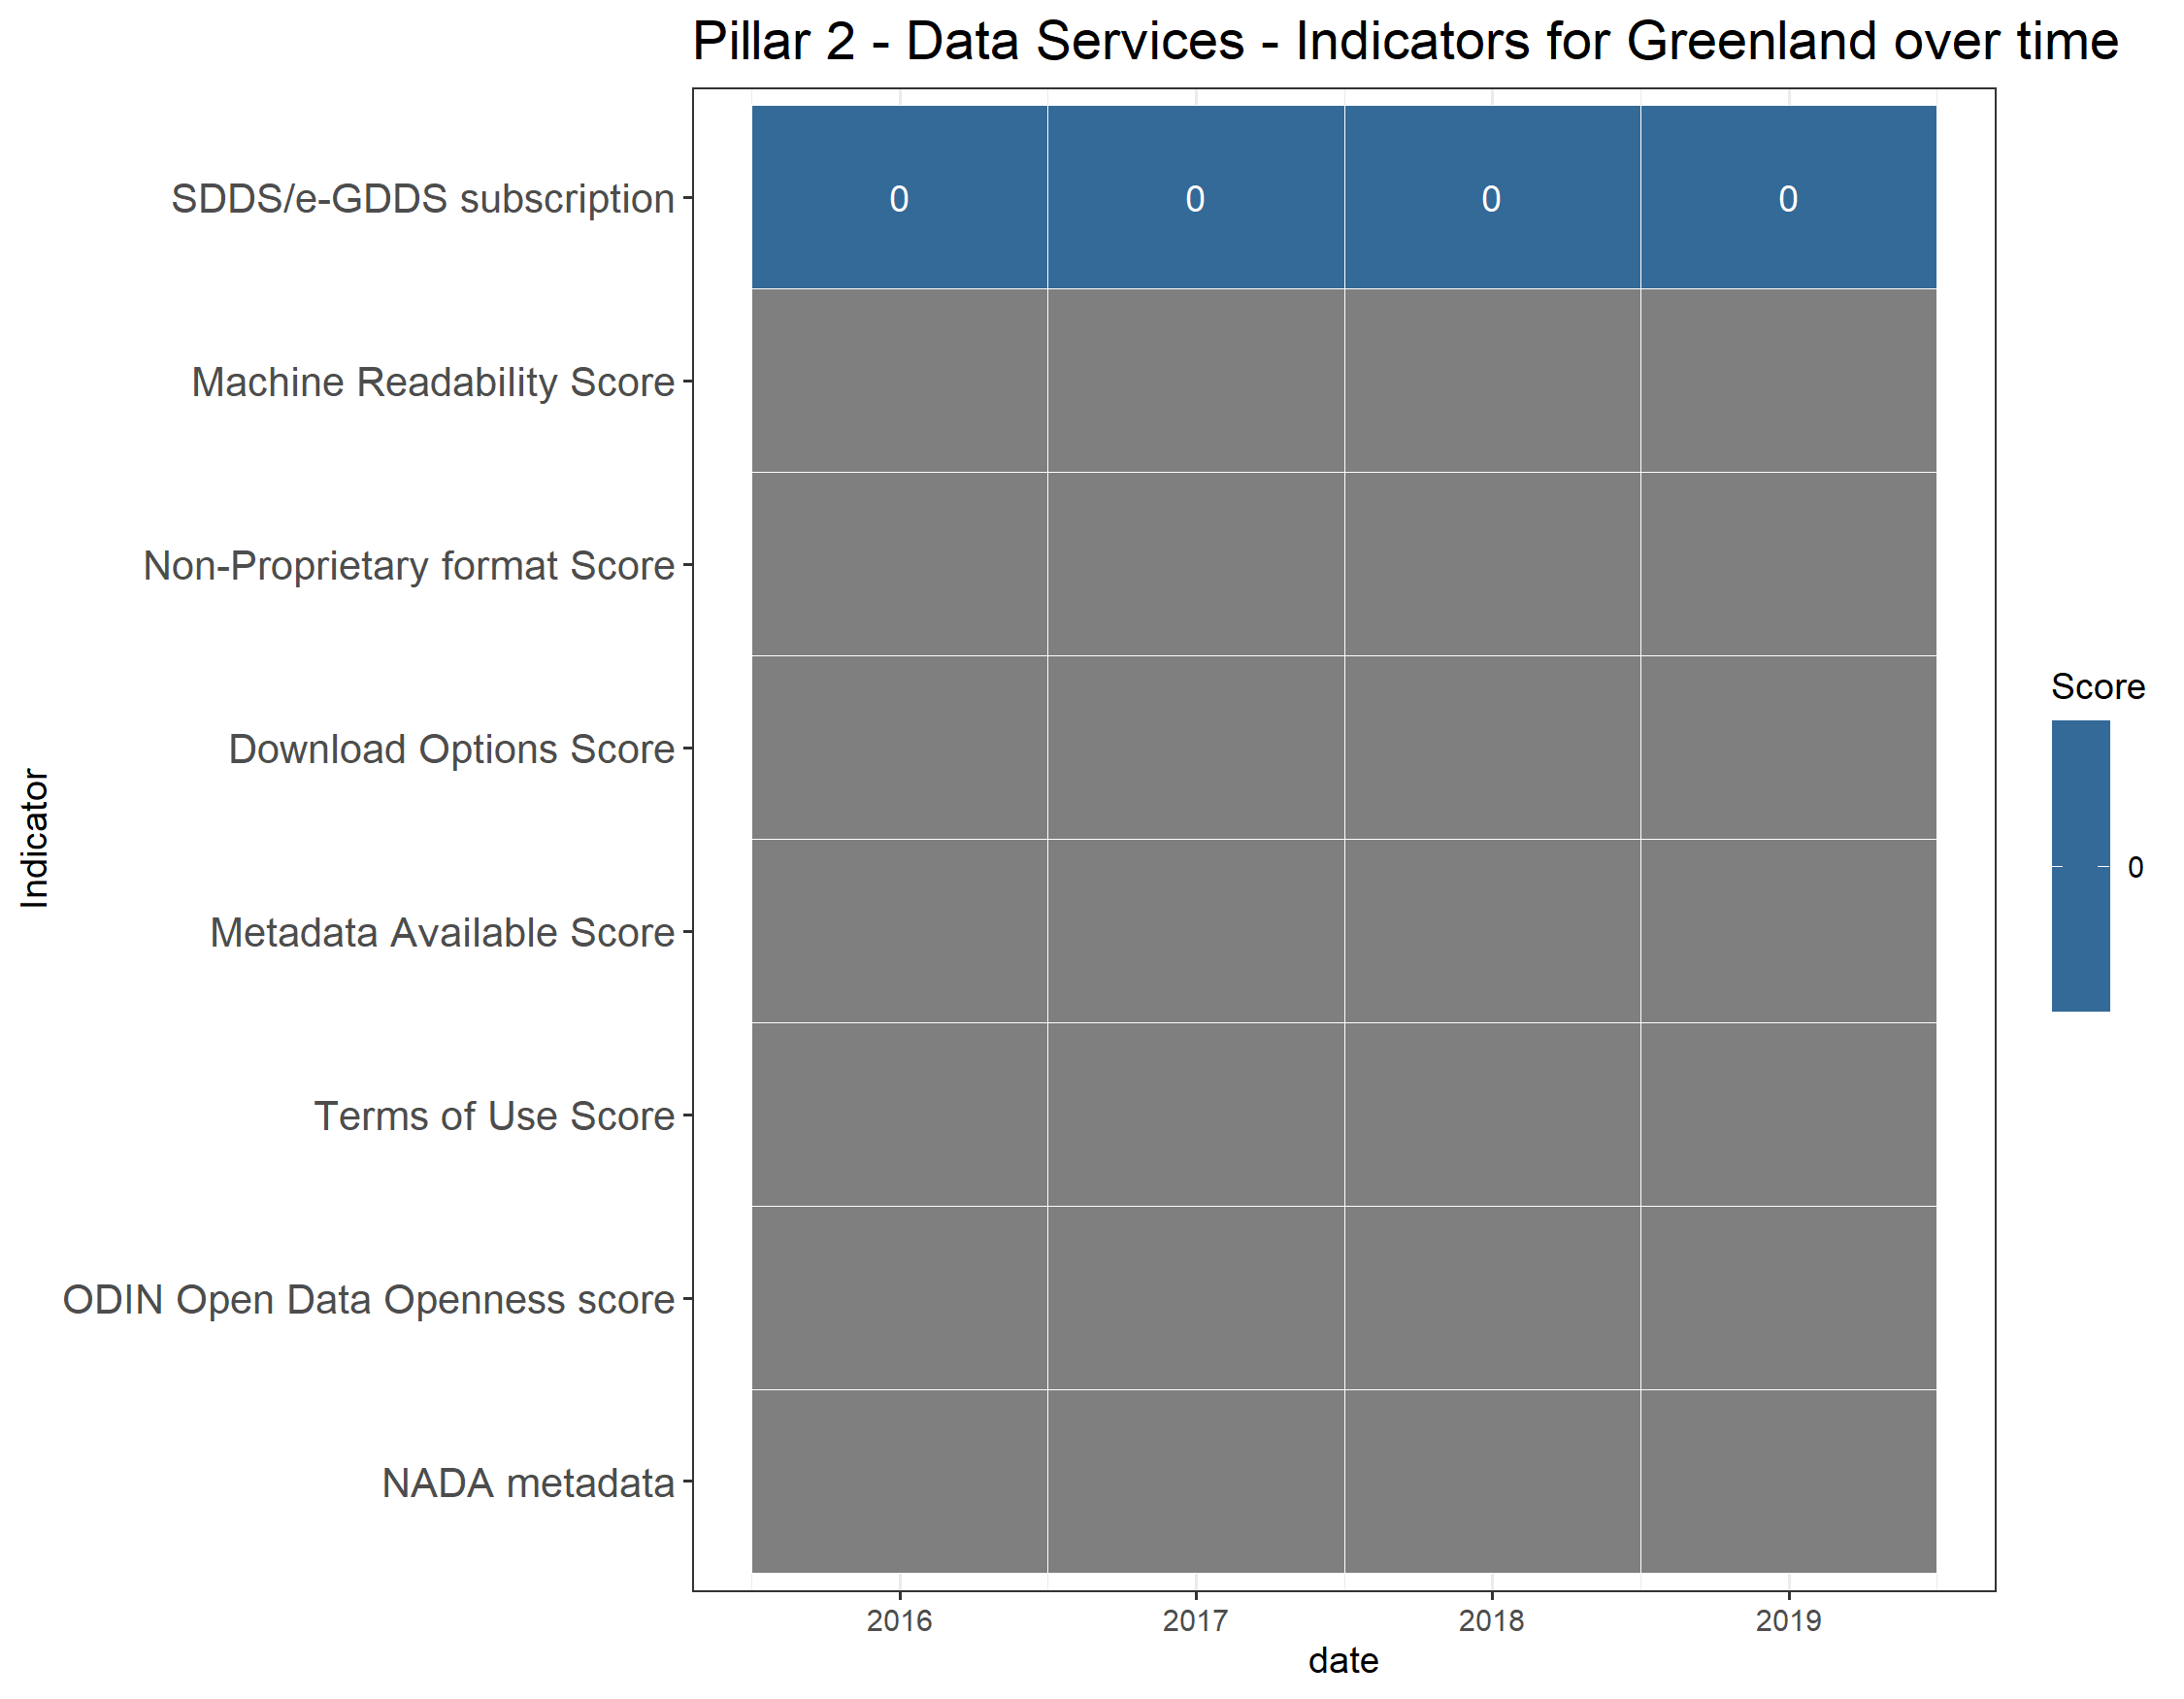 Pillar 2 - Data Services - Indicators for Greenland over time
SDDS/e-GDDS subscription
0 0 0 0
Machine Readability Score
Non-Proprietary format Score
Download Options Score
Metadata Available Score
Terms of Use Score
ODIN Open Data Openness score
NADA metadata
Indicator
2016 2017 2018 2019
date
Score
0